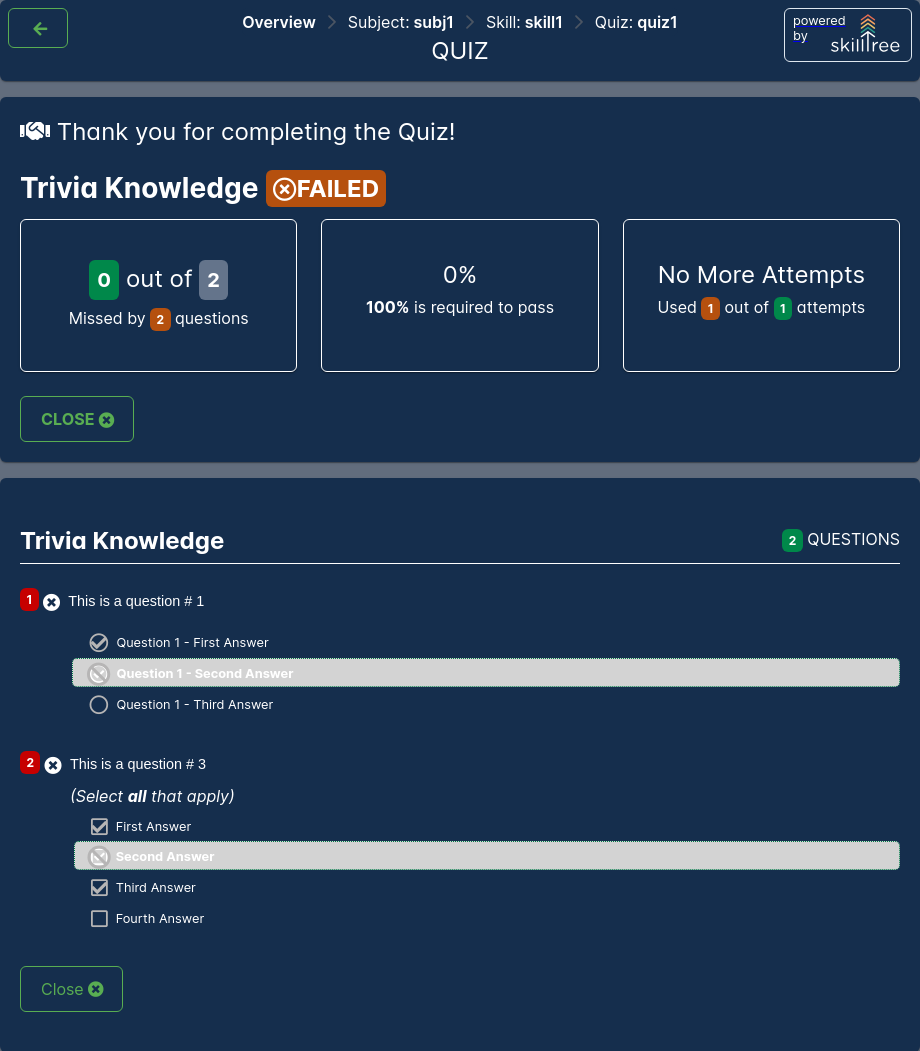 Overview Subject: subj1 Skill: skill1 Quiz: quiz1
QUIZ
powered by
skilltree
Thank you for completing the Quiz!
Trivia Knowledge FAILED
0 out of 2
Missed by 2 questions
0%
100% is required to pass
No More Attempts
Used 1 out of 1 attempts
CLOSE
Trivia Knowledge
2 QUESTIONS
1 This is a question # 1
Question 1 - First Answer
Question 1 - Second Answer
Question 1 - Third Answer
2 This is a question # 3
(Select all that apply)
First Answer
Second Answer
Third Answer
Fourth Answer
Close